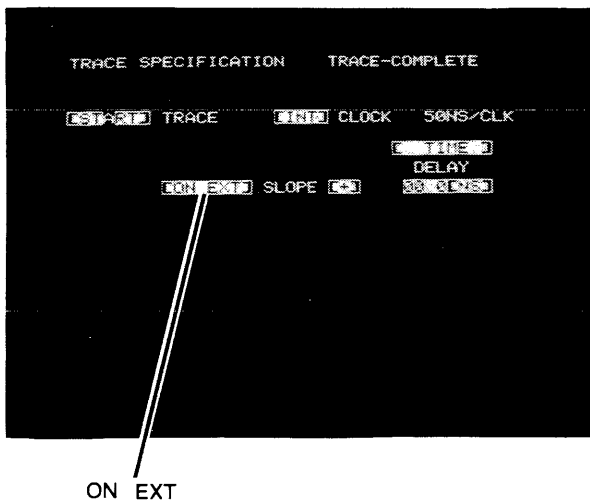 TRACE SPECIFICATION TRACE-COMPLETE
[START] TRACE [INT] CLOCK 50NS/CLK
[ TIME ]
DELAY
[ON EXT] SLOPE [+]
ON EXT